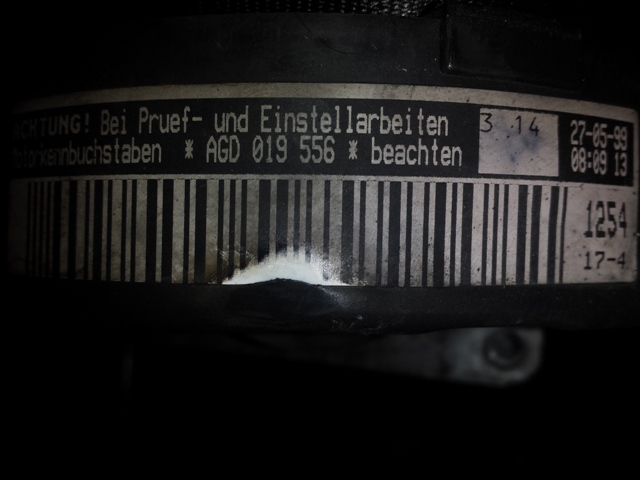 ACHTUNG! Bei Pruef- und Einstellarbeiten
Motorkennbuchstaben * AGD 019 556 * beachten
3 14
27-05-99
08:09 13
1254
17-4